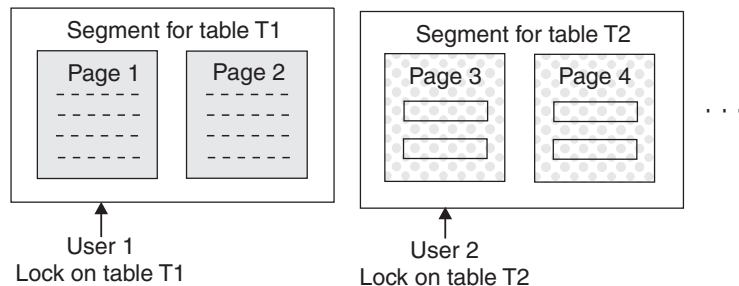 Segment for table T1
Page 1
Page 2
Segment for table T2
Page 3
Page 4
. . .
User 1
Lock on table T1
User 2
Lock on table T2